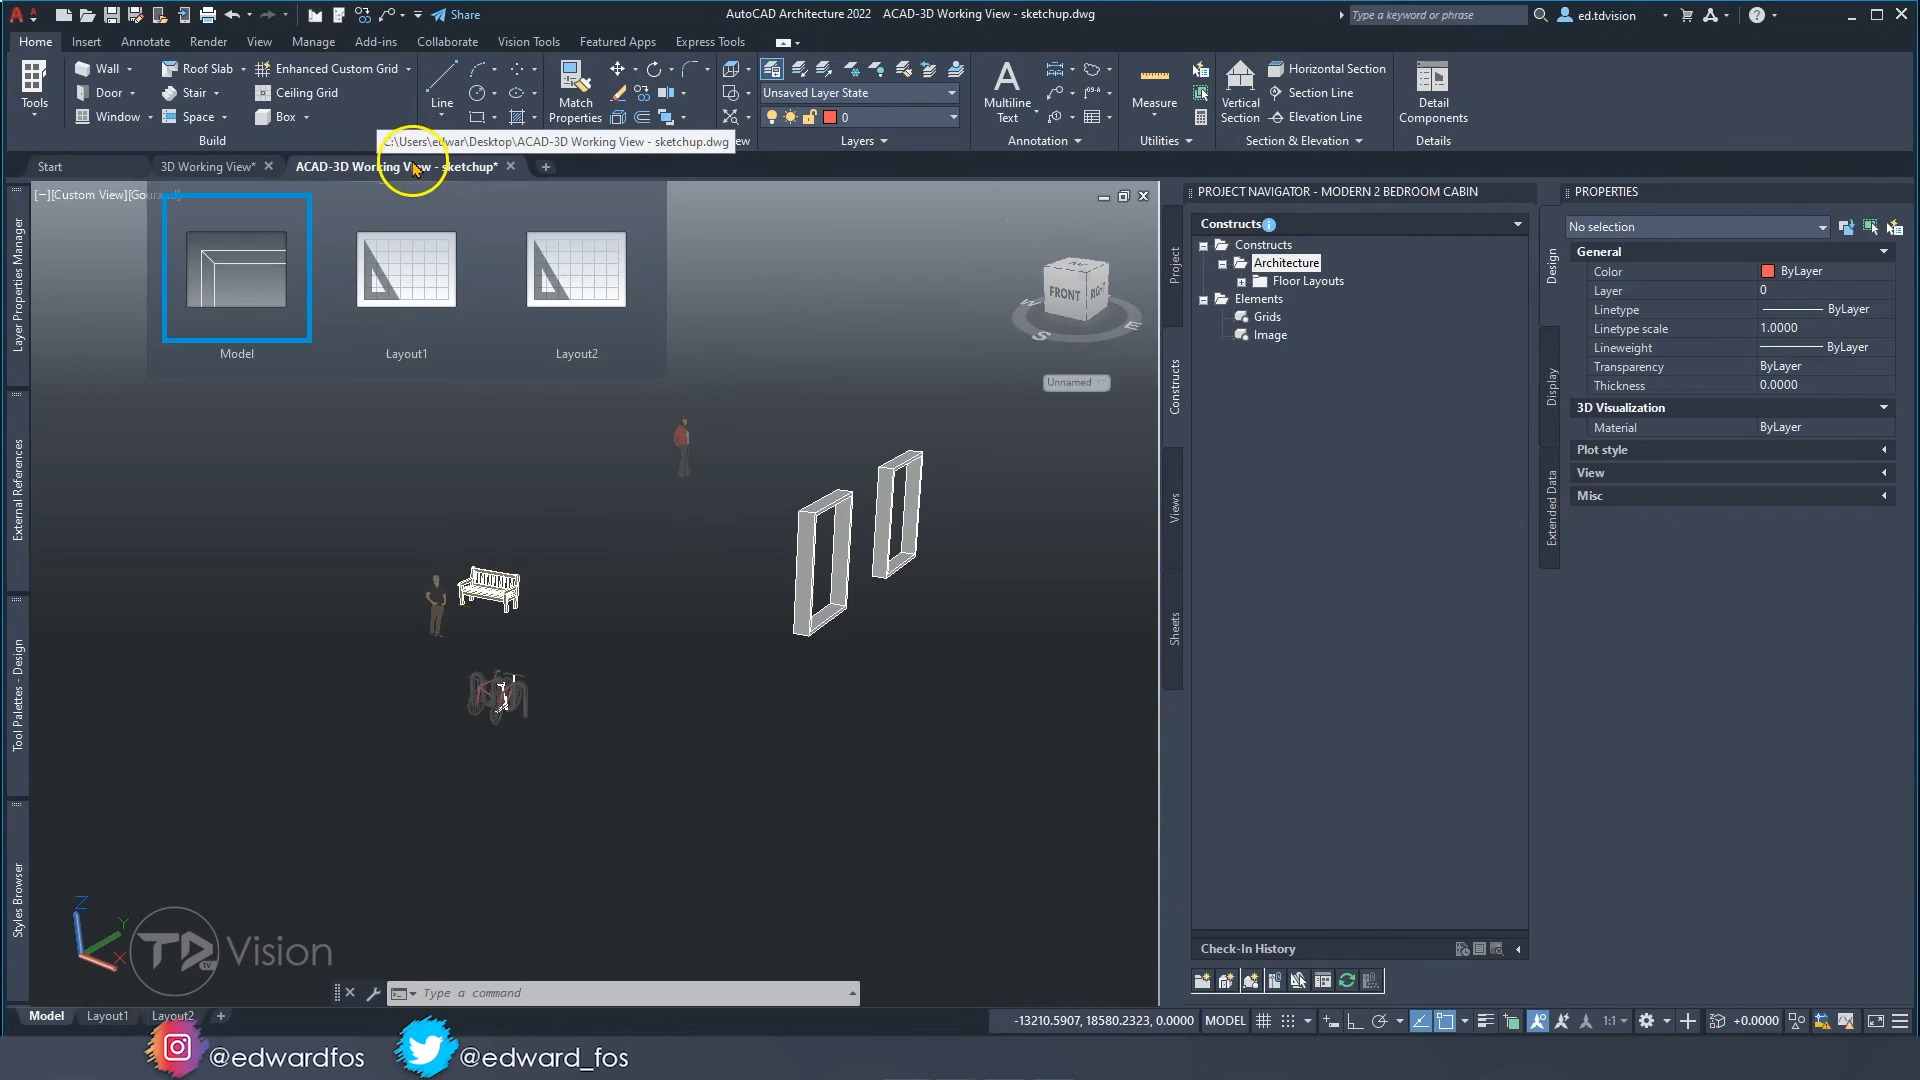 Share
AutoCAD Architecture 2022 ACAD-3D Working View - sketchup.dwg
Type a keyword or phrase
ed.tdvision
Home Insert Annotate Render View Manage Add-ins Collaborate Vision Tools Featured Apps Express Tools
Tools
Wall
Door
Window
Roof Slab
Stair
Space
Enhanced Custom Grid
Ceiling Grid
Box
Build
Line
Match
Properties
Unsaved Layer State
0
Layers
Multiline
Text
Annotation
Measure
Utilities
Vertical
Section
Horizontal Section
Section Line
Elevation Line
Section & Elevation
Detail
Components
Details
C:\Users\edwar\Desktop\ACAD-3D Working View - sketchup.dwg
Start
3D Working View*
ACAD-3D Working View - sketchup*
[−][Custom View][Gouraud]
Model
Layout1
Layout2
FRONT
RIGHT
S
E
Unnamed
Layer Properties Manager
External References
Tool Palettes - Design
Styles Browser
PROJECT NAVIGATOR - MODERN 2 BEDROOM CABIN
Project
Constructs
Views
Sheets
Constructs
Constructs
Architecture
Floor Layouts
Elements
Grids
Image
Check-In History
PROPERTIES
Design
Display
Extended Data
No selection
General
Color ByLayer
Layer 0
Linetype ByLayer
Linetype scale 1.0000
Lineweight ByLayer
Transparency ByLayer
Thickness 0.0000
3D Visualization
Material ByLayer
Plot style
View
Misc
Z
Y
X
TD
TV
Vision
Type a command
Model Layout1 Layout2
-13210.5907, 18580.2323, 0.0000 MODEL
1:1
+0.0000
@edwardfos
@edward_fos